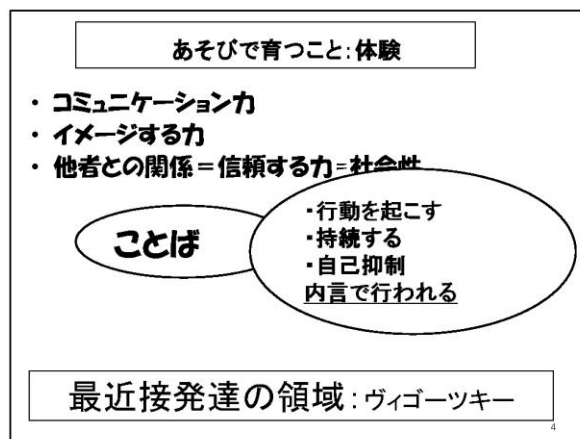 あそびで育つこと:体験
・ コミュニケーション力
・ イメージする力
・ 他者との関係=信頼する力=社会性
ことば
・行動を起こす
・持続する
・自己抑制
内言で行われる
最近接発達の領域:ヴィゴーツキー
4